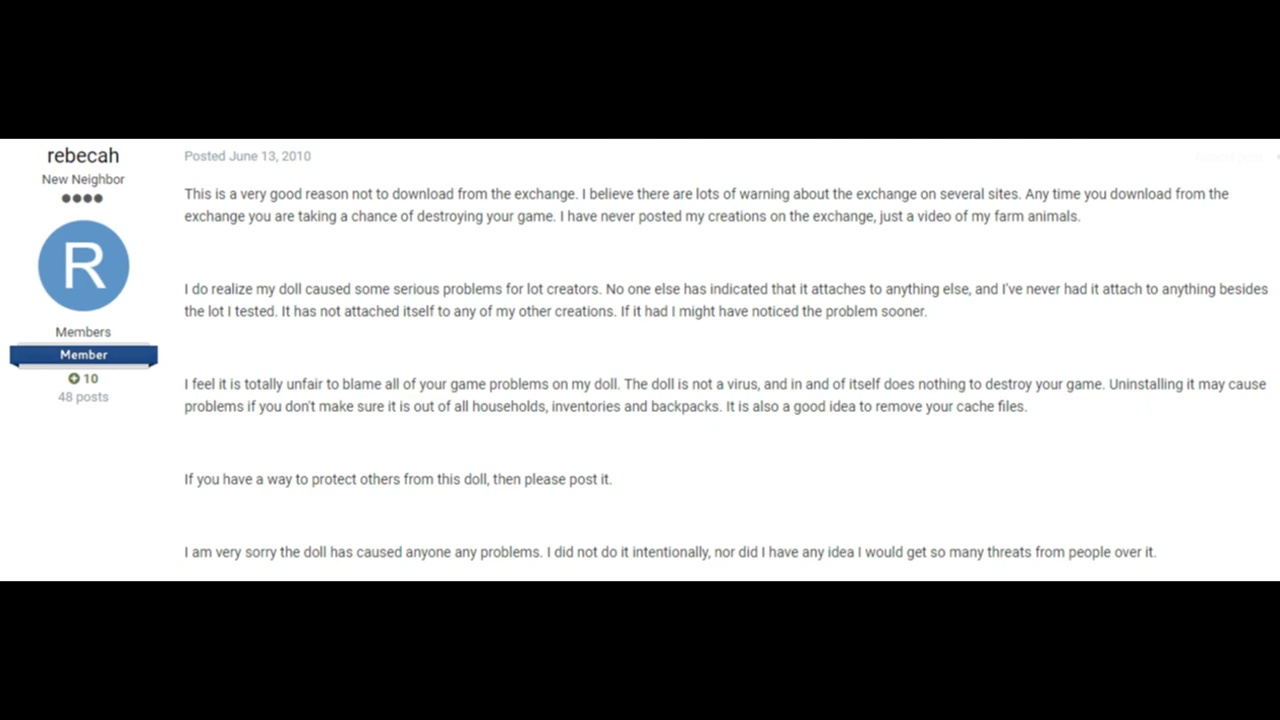 rebecah
New Neighbor
R
Members
Member
10
48 posts
Posted June 13, 2010
This is a very good reason not to download from the exchange. I believe there are lots of warning about the exchange on several sites. Any time you download from the
exchange you are taking a chance of destroying your game. I have never posted my creations on the exchange, just a video of my farm animals.
I do realize my doll caused some serious problems for lot creators. No one else has indicated that it attaches to anything else, and I've never had it attach to anything besides
the lot I tested. It has not attached itself to any of my other creations. If it had I might have noticed the problem sooner.
I feel it is totally unfair to blame all of your game problems on my doll. The doll is not a virus, and in and of itself does nothing to destroy your game. Uninstalling it may cause
problems if you don't make sure it is out of all households, inventories and backpacks. It is also a good idea to remove your cache files.
If you have a way to protect others from this doll, then please post it.
I am very sorry the doll has caused anyone any problems. I did not do it intentionally, nor did I have any idea I would get so many threats from people over it.